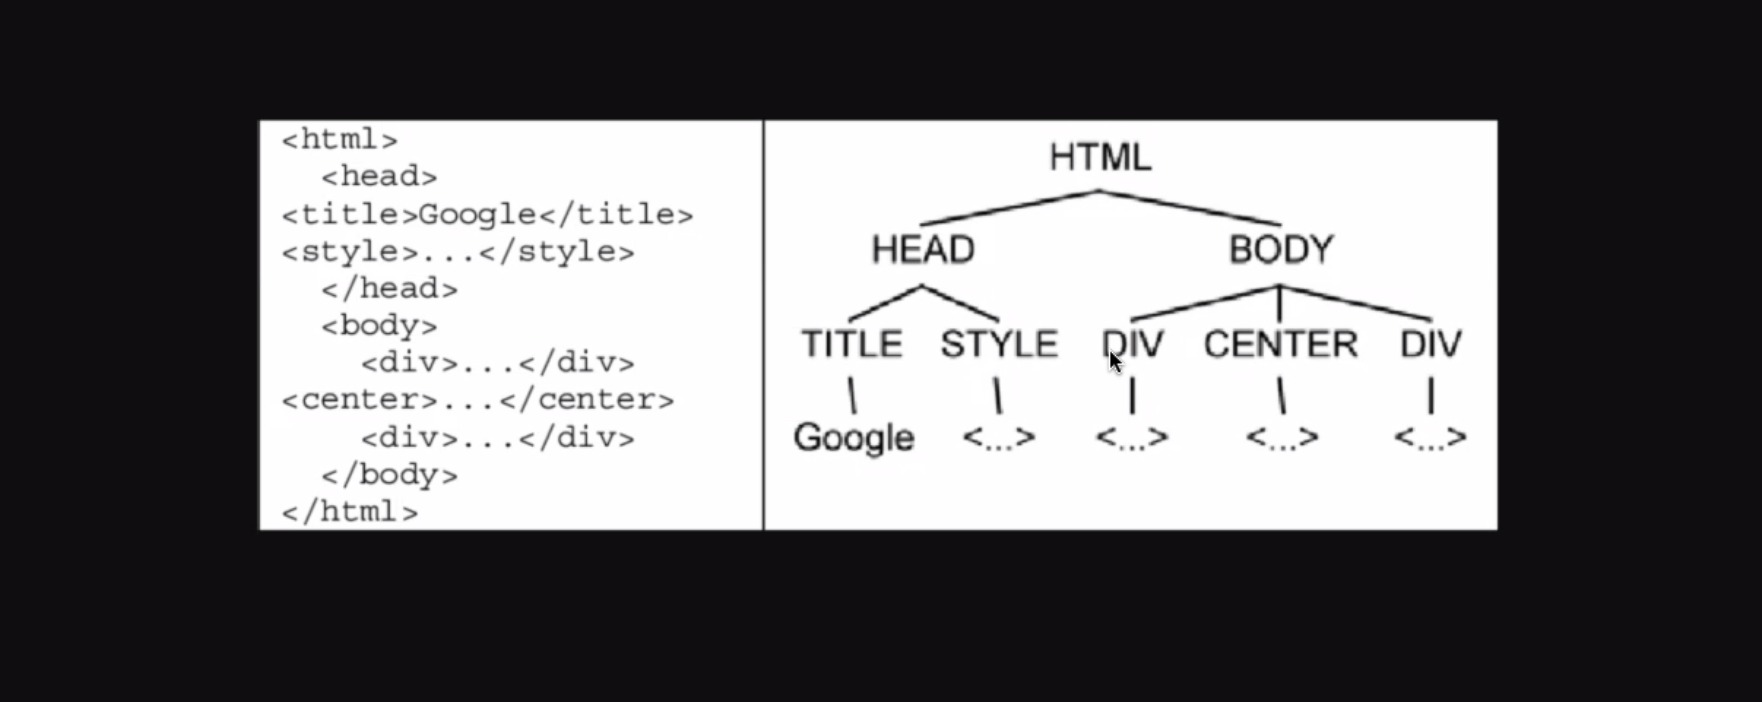 <html>
<head>
<title>Google</title>
<style>...</style>
</head>
<body>
<div>...</div>
<center>...</center>
<div>...</div>
</body>
</html>
HTML
HEAD BODY
TITLE STYLE DIV CENTER DIV
Google <...> <...> <...> <...>